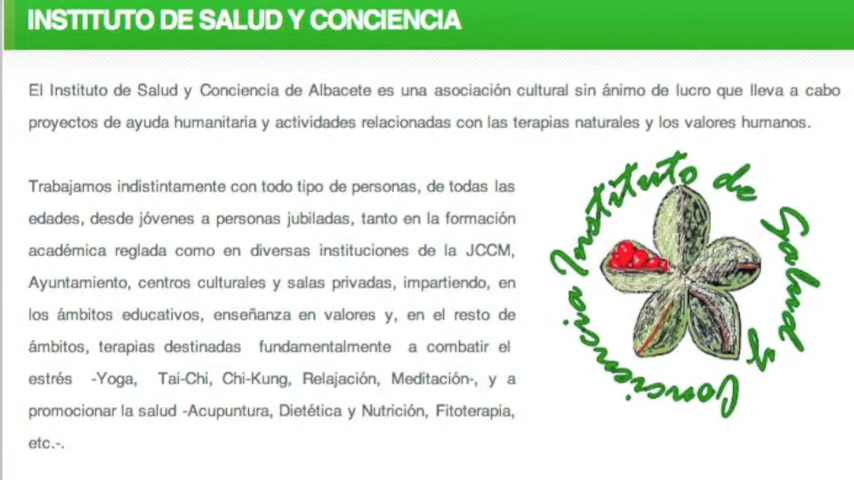 INSTITUTO DE SALUD Y CONCIENCIA
El Instituto de Salud y Conciencia de Albacete es una asociación cultural sin ánimo de lucro que lleva a cabo
proyectos de ayuda humanitaria y actividades relacionadas con las terapias naturales y los valores humanos.
Trabajamos indistintamente con todo tipo de personas, de todas las
edades, desde jóvenes a personas jubiladas, tanto en la formación
académica reglada como en diversas instituciones de la JCCM,
Ayuntamiento, centros culturales y salas privadas, impartiendo, en
los ámbitos educativos, enseñanza en valores y, en el resto de
ámbitos, terapias destinadas fundamentalmente a combatir el
estrés -Yoga, Tai-Chi, Chi-Kung, Relajación, Meditación-, y a
promocionar la salud -Acupuntura, Dietética y Nutrición, Fitoterapia,
etc.-.
Instituto de Salud y Conciencia